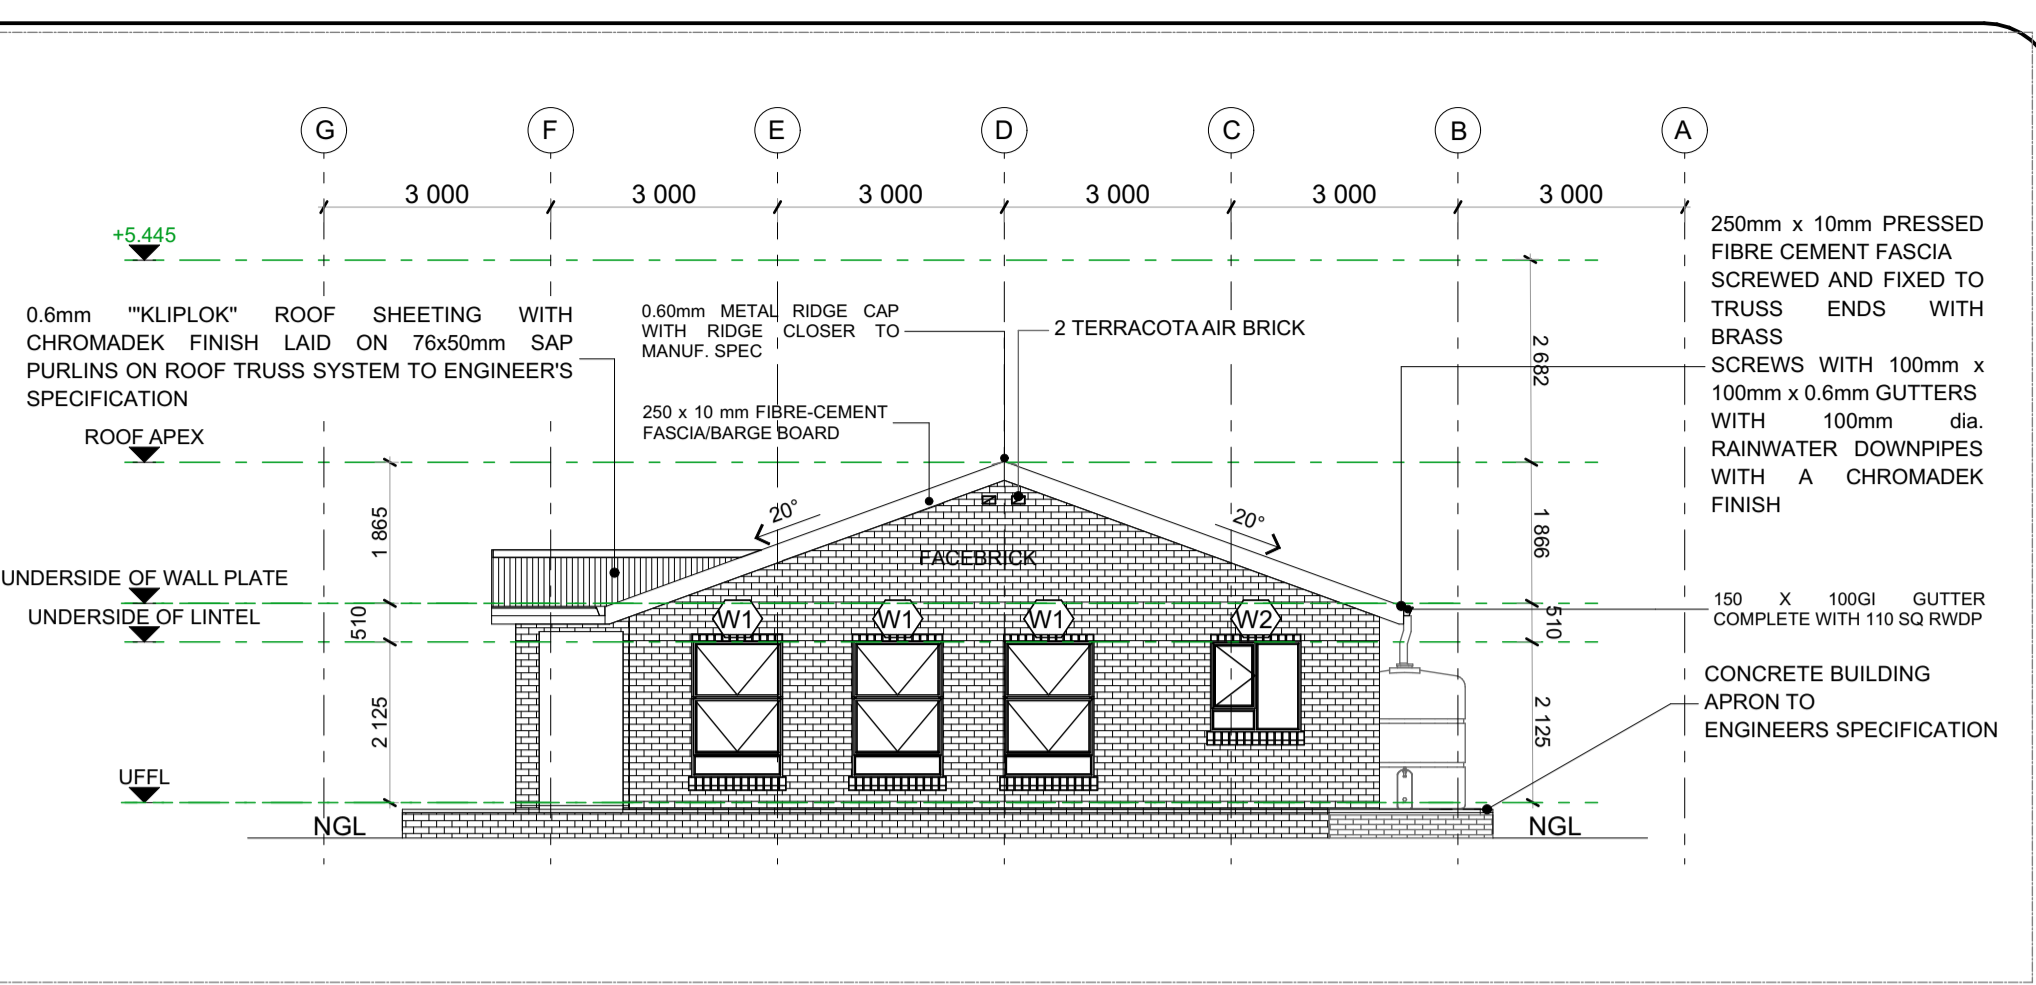 G F E D C B A
3 000 3 000 3 000 3 000 3 000 3 000
+5.445
0.6mm '"KLIPLOK" ROOF SHEETING WITH
CHROMADEK FINISH LAID ON 76x50mm SAP
PURLINS ON ROOF TRUSS SYSTEM TO ENGINEER'S
SPECIFICATION
0.60mm METAL RIDGE CAP
WITH RIDGE CLOSER TO
MANUF. SPEC
2 TERRACOTA AIR BRICK
250 x 10 mm FIBRE-CEMENT
FASCIA/BARGE BOARD
250mm x 10mm PRESSED
FIBRE CEMENT FASCIA
SCREWED AND FIXED TO
TRUSS ENDS WITH
BRASS
SCREWS WITH 100mm x
100mm x 0.6mm GUTTERS
WITH 100mm dia.
RAINWATER DOWNPIPES
WITH A CHROMADEK
FINISH
ROOF APEX
UNDERSIDE OF WALL PLATE
UNDERSIDE OF LINTEL
UFFL
1 865
510
2 125
20°
20°
FACEBRICK
W1 W1 W1 W2
2 682
1 866
510
2 125
150 X 100GI GUTTER
COMPLETE WITH 110 SQ RWDP
CONCRETE BUILDING
APRON TO
ENGINEERS SPECIFICATION
NGL
NGL